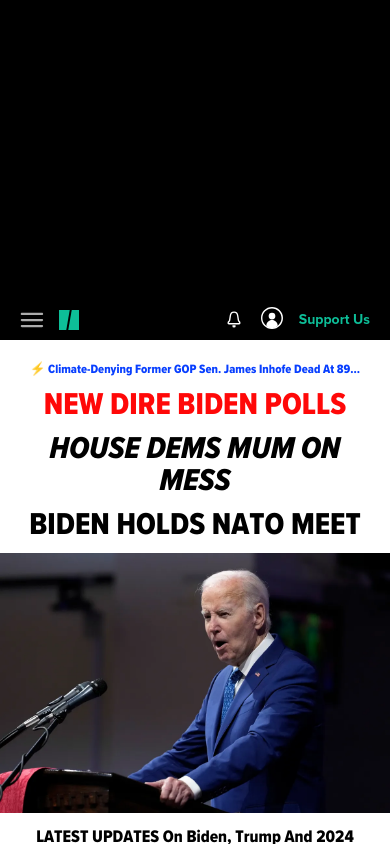 Support Us
⚡ Climate-Denying Former GOP Sen. James Inhofe Dead At 89...
NEW DIRE BIDEN POLLS
HOUSE DEMS MUM ON
MESS
BIDEN HOLDS NATO MEET
LATEST UPDATES On Biden, Trump And 2024